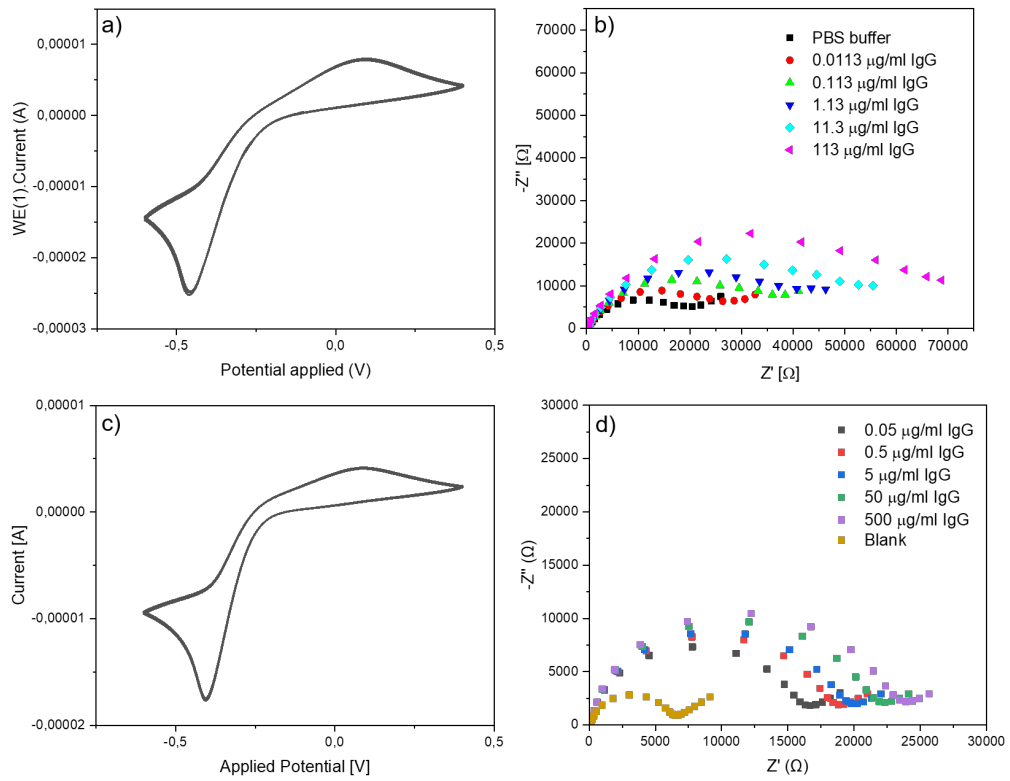 a)
0,00001
0,00000
-0,00001
-0,00002
-0,00003
WE(1).Current (A)
-0,5
0,0
0,5
Potential applied (V)
b)
70000
60000
50000
40000
30000
20000
10000
0
-Z'' [Ω]
PBS buffer
0.0113 μg/ml IgG
0.113 μg/ml IgG
1.13 μg/ml IgG
11.3 μg/ml IgG
113 μg/ml IgG
0
10000
20000
30000
40000
50000
60000
70000
Z' [Ω]
c)
0,00001
0,00000
-0,00001
-0,00002
Current [A]
-0,5
0,0
0,5
Applied Potential [V]
d)
30000
25000
20000
15000
10000
5000
0
-Z'' (Ω)
0.05 μg/ml IgG
0.5 μg/ml IgG
5 μg/ml IgG
50 μg/ml IgG
500 μg/ml IgG
Blank
0
5000
10000
15000
20000
25000
30000
Z' (Ω)